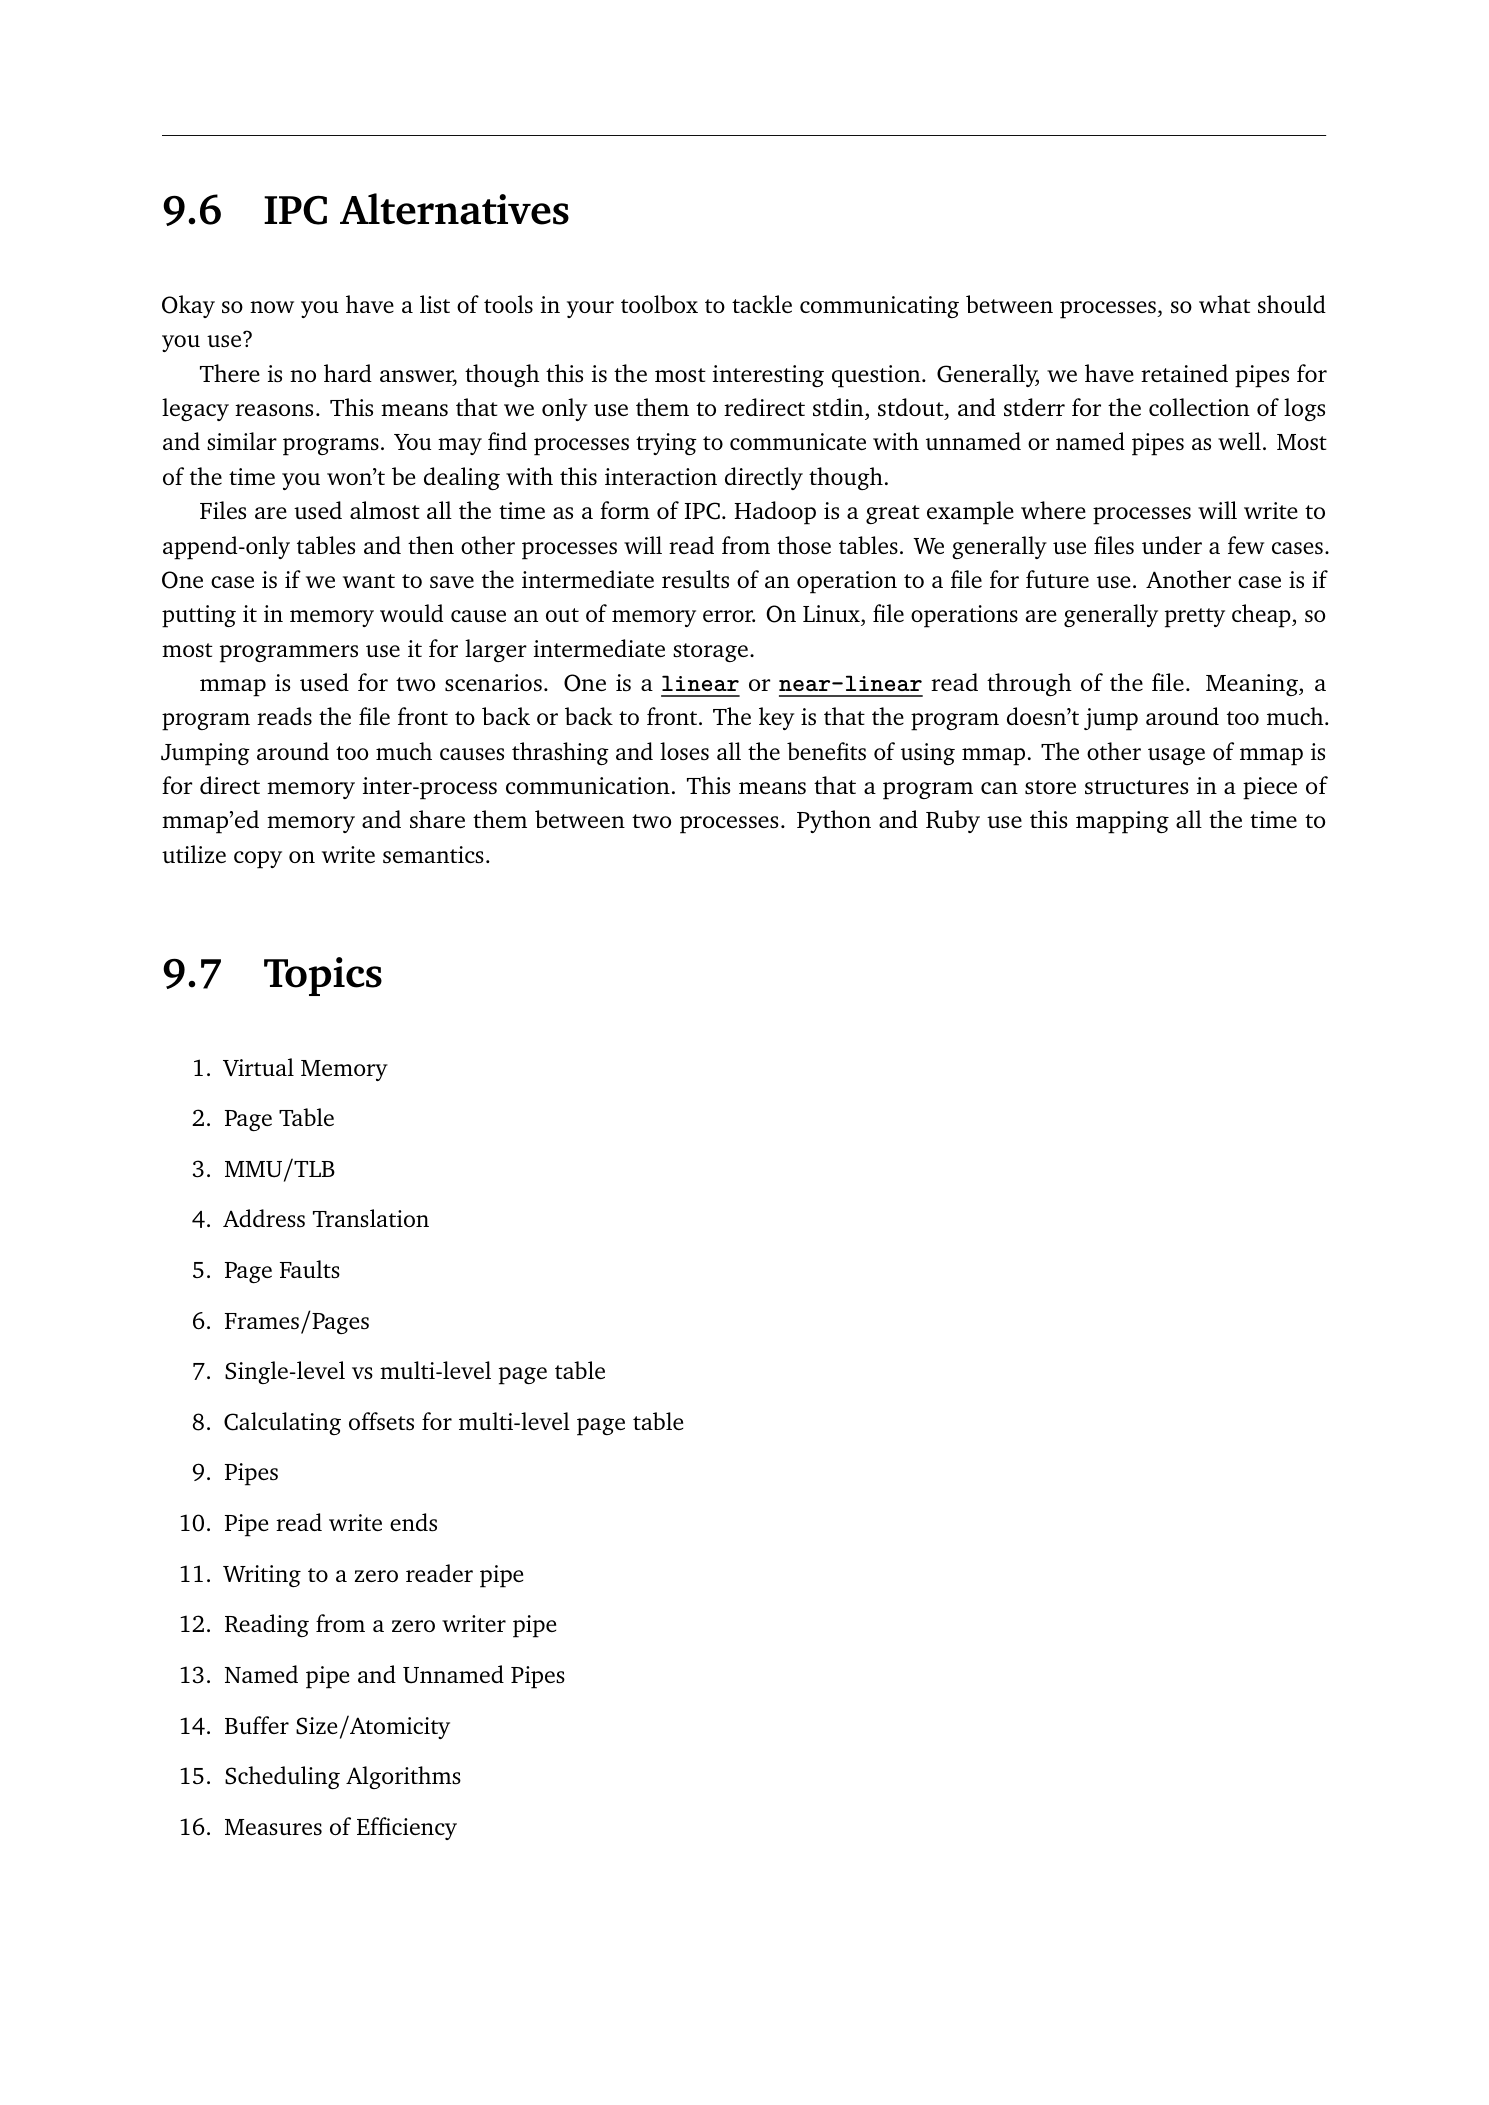 9.6 IPC Alternatives
Okay so now you have a list of tools in your toolbox to tackle communicating between processes, so what should
you use?
There is no hard answer, though this is the most interesting question. Generally, we have retained pipes for
legacy reasons. This means that we only use them to redirect stdin, stdout, and stderr for the collection of logs
and similar programs. You may find processes trying to communicate with unnamed or named pipes as well. Most
of the time you won't be dealing with this interaction directly though.
Files are used almost all the time as a form of IPC. Hadoop is a great example where processes will write to
append-only tables and then other processes will read from those tables. We generally use files under a few cases.
One case is if we want to save the intermediate results of an operation to a file for future use. Another case is if
putting it in memory would cause an out of memory error. On Linux, file operations are generally pretty cheap, so
most programmers use it for larger intermediate storage.
mmap is used for two scenarios. One is a linear or near-linear read through of the file. Meaning, a
program reads the file front to back or back to front. The key is that the program doesn't jump around too much.
Jumping around too much causes thrashing and loses all the benefits of using mmap. The other usage of mmap is
for direct memory inter-process communication. This means that a program can store structures in a piece of
mmap'ed memory and share them between two processes. Python and Ruby use this mapping all the time to
utilize copy on write semantics.
9.7 Topics
1. Virtual Memory
2. Page Table
3. MMU/TLB
4. Address Translation
5. Page Faults
6. Frames/Pages
7. Single-level vs multi-level page table
8. Calculating offsets for multi-level page table
9. Pipes
10. Pipe read write ends
11. Writing to a zero reader pipe
12. Reading from a zero writer pipe
13. Named pipe and Unnamed Pipes
14. Buffer Size/Atomicity
15. Scheduling Algorithms
16. Measures of Efficiency